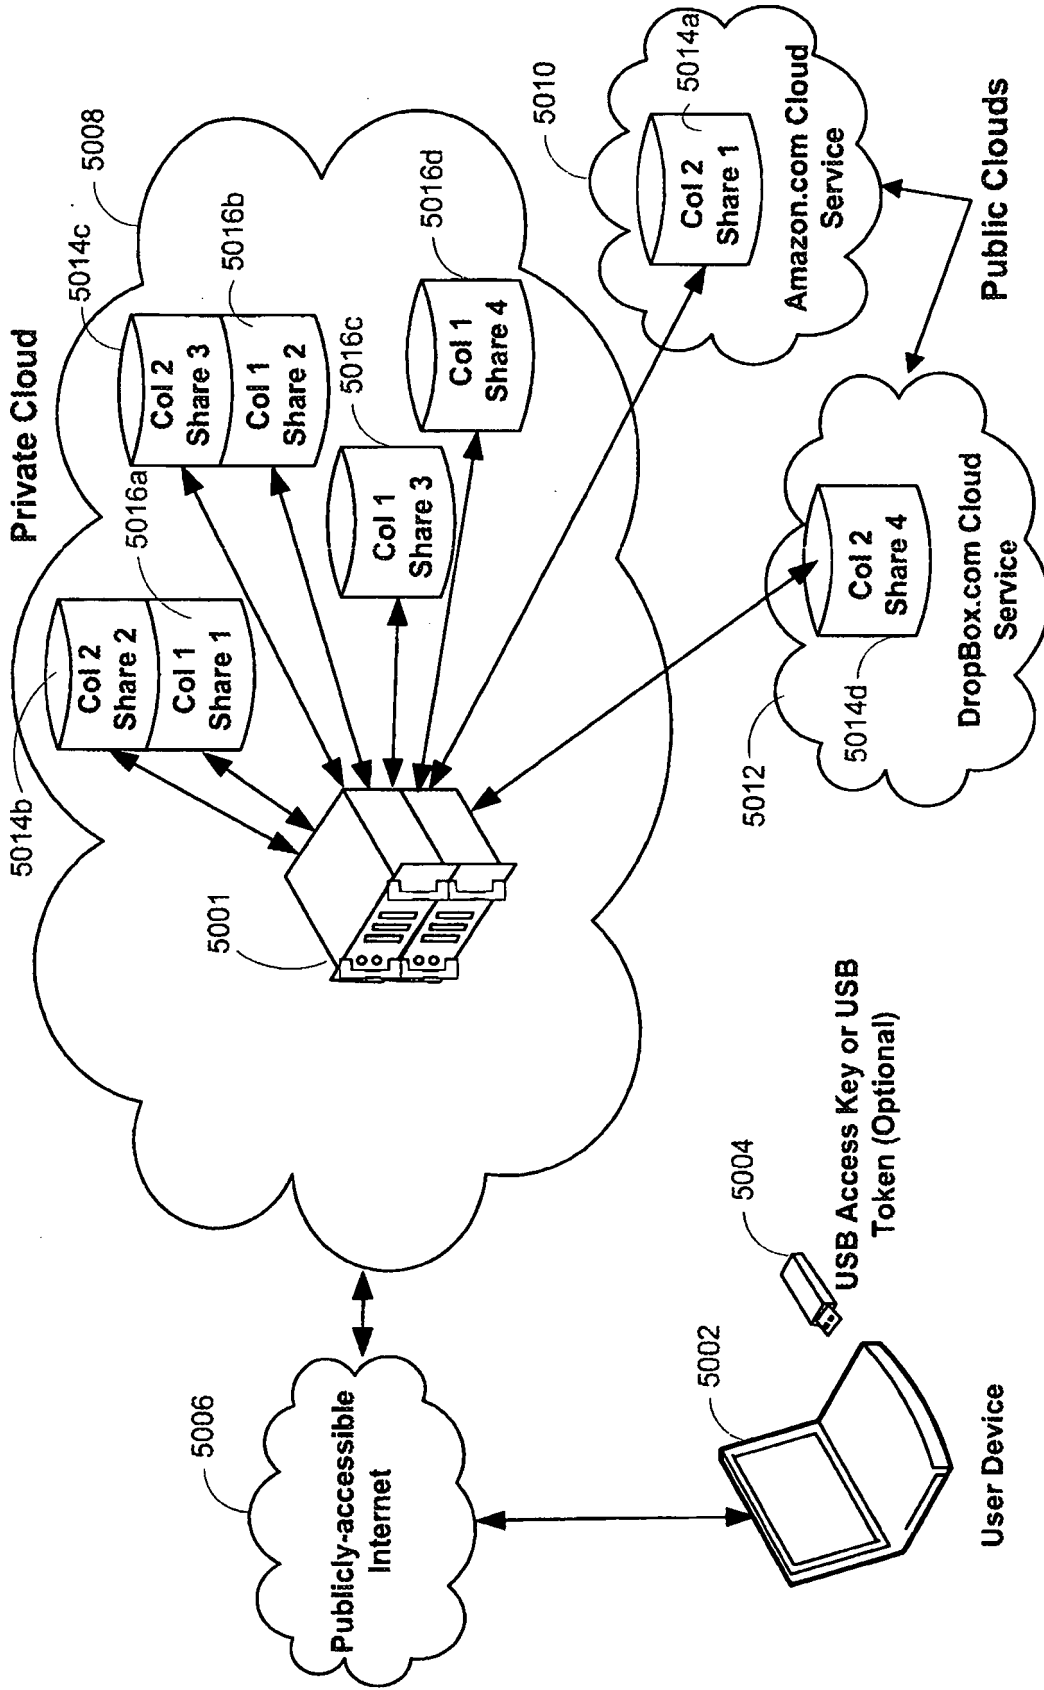 Private Cloud
5008
5014c
Col 2
Share 3
5016b
Col 1
Share 2
5016a
5014b
Col 2
Share 2
Col 1
Share 1
5016c
Col 1
Share 3
5016d
Col 1
Share 4
5001
5006
Publicly-accessible
Internet
5010
5014a
Col 2
Share 1
Amazon.com Cloud
Service
5012
Col 2
Share 4
5014d
DropBox.com Cloud
Service
Public Clouds
5002
5004
USB Access Key or USB
Token (Optional)
User Device